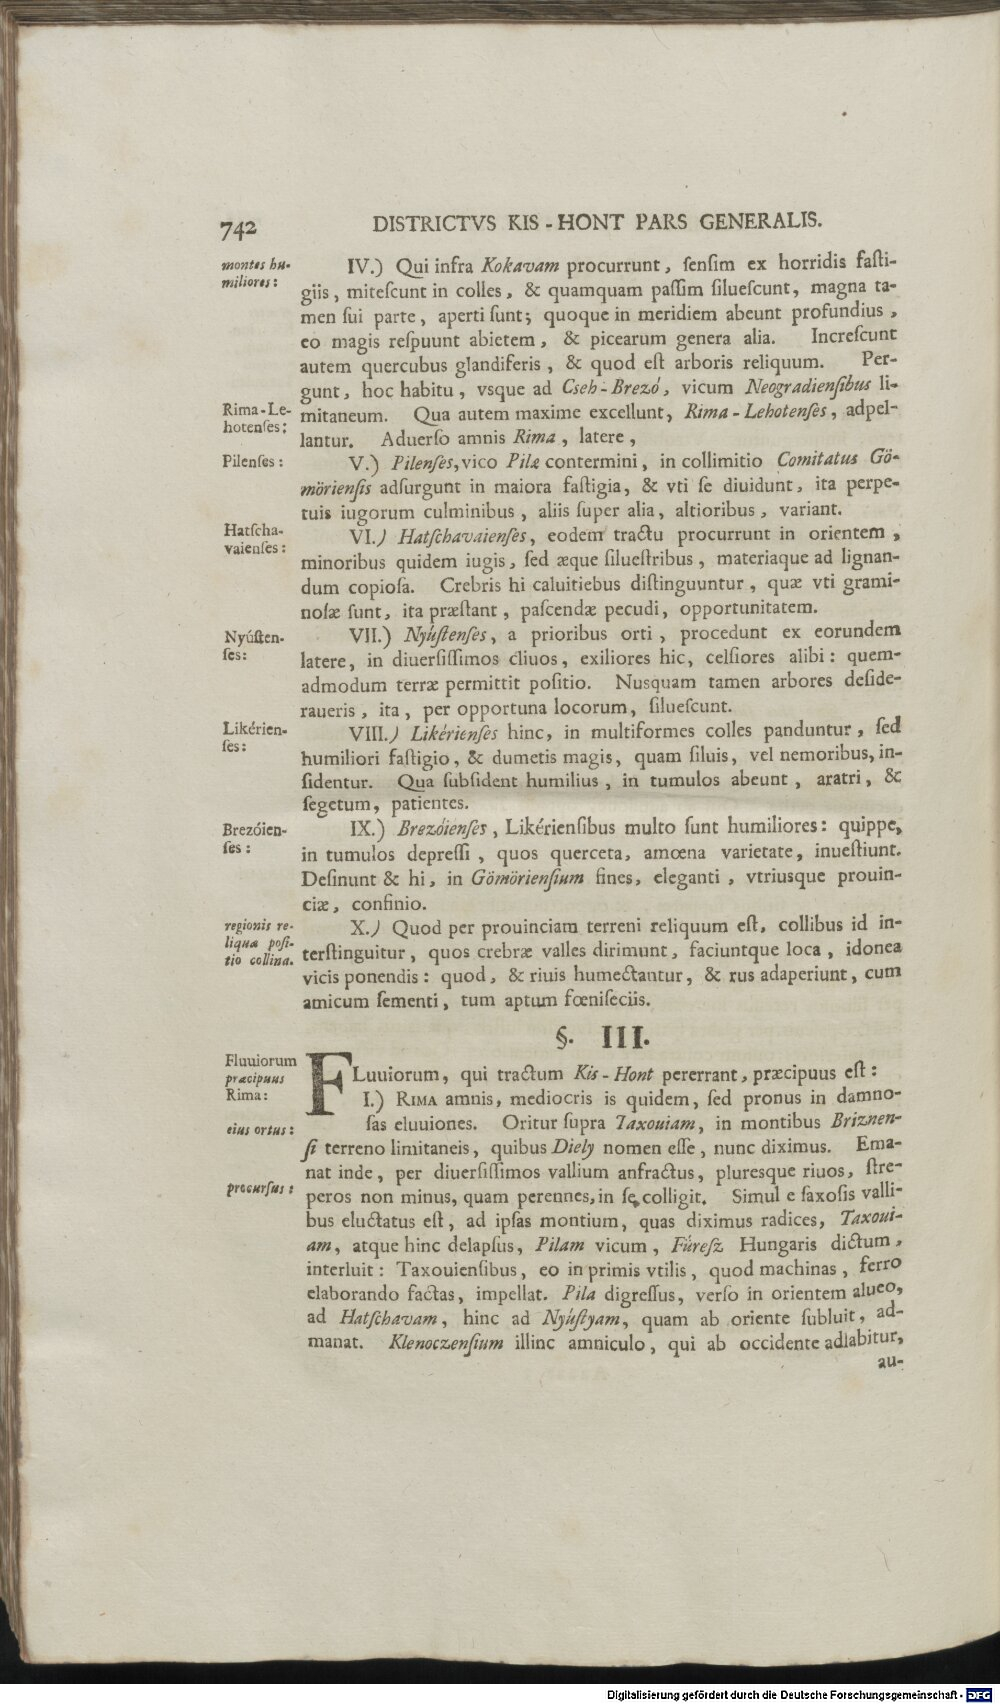 742 DISTRICTVS KIS-HONT PARS GENERALIS.
montes hu-
miliores:
IV.) Qui infra Kokavam procurrunt, ſenſim ex horridis faſti-
giis, miteſcunt in colles, & quamquam paſſim ſilueſcunt, magna ta-
men ſui parte, aperti ſunt; quoque in meridiem abeunt profundius,
eo magis reſpuunt abietem, & picearum genera alia. Increſcunt
autem quercubus glandiferis, & quod eſt arboris reliquum. Per-
gunt, hoc habitu, vsque ad Cseh-Brezó, vicum Neogradienſibus li-
Rima-Le-
hotenſes:
mitaneum. Qua autem maxime excellunt, Rima-Lehotenſes, adpel-
lantur. Aduerſo amnis Rima, latere,
Pilenſes:
V.) Pilenſes, vico Pilæ contermini, in collimitio Comitatus Gö-
mörienſis adſurgunt in maiora faſtigia, & vti ſe diuidunt, ita perpe-
tuis iugorum culminibus, aliis ſuper alia, altioribus, variant.
Hatſcha-
vaienſes:
VI.) Hatſchavaienſes, eodem tractu procurrunt in orientem,
minoribus quidem iugis, ſed æque ſilueſtribus, materiaque ad lignan-
dum copioſa. Crebris hi caluitiebus diſtinguuntur, quæ vti grami-
noſæ ſunt, ita præſtant, paſcendæ pecudi, opportunitatem.
Nyúſten-
ſes:
VII.) Nyúſtenſes, a prioribus orti, procedunt ex eorundem
latere, in diuerſiſſimos cliuos, exiliores hic, celſiores alibi: quem-
admodum terræ permittit poſitio. Nusquam tamen arbores deſide-
raueris, ita, per opportuna locorum, ſilueſcunt.
Likérien-
ſes:
VIII.) Likérienſes hinc, in multiformes colles panduntur, ſed
humiliori faſtigio, & dumetis magis, quam ſiluis, vel nemoribus, in-
ſidentur. Qua ſubſident humilius, in tumulos abeunt, aratri, &
ſegetum, patientes.
Brezóien-
ſes:
IX.) Brezóienſes, Likérienſibus multo ſunt humiliores: quippe,
in tumulos depreſſi, quos querceta, amœna varietate, inueſtiunt.
Deſinunt & hi, in Gömörienſium fines, eleganti, vtriusque prouin-
ciæ, confinio.
regionis re-
liqua poſi-
tio collina.
X.) Quod per prouinciam terreni reliquum eſt, collibus id in-
terſtinguitur, quos crebræ valles dirimunt, faciuntque loca, idonea
vicis ponendis: quod, & riuis humectantur, & rus adaperiunt, cum
amicum ſementi, tum aptum fœniſeciis.
§. III.
Fluuiorum
præcipuus
Rima:
FLuuiorum, qui tractum Kis-Hont pererrant, præcipuus eſt:
I.) RIMA amnis, mediocris is quidem, ſed pronus in damno-
eius ortus:
ſas eluuiones. Oritur ſupra Taxouiam, in montibus Briznen-
ſi terreno limitaneis, quibus Diely nomen eſſe, nunc diximus. Ema-
nat inde, per diuerſiſſimos vallium anfractus, plureſque riuos, ſtre-
procurſus:
peros non minus, quam perennes, in ſe colligit. Simul e ſaxoſis valli-
bus eluctatus eſt, ad ipſas montium, quas diximus radices, Taxoui-
am, atque hinc delapſus, Pilam vicum, Füreſz Hungaris dictum,
interluit: Taxouienſibus, eo in primis vtilis, quod machinas, ferro
elaborando factas, impellat. Pila digreſſus, verſo in orientem alueo,
ad Hatſchavam, hinc ad Nyúſtyam, quam ab oriente ſubluit, ad-
manat. Klenoczenſium illinc amniculo, qui ab occidente adlabitur,
au-
Digitalisierung gefördert durch die Deutsche Forschungsgemeinschaft - DFG